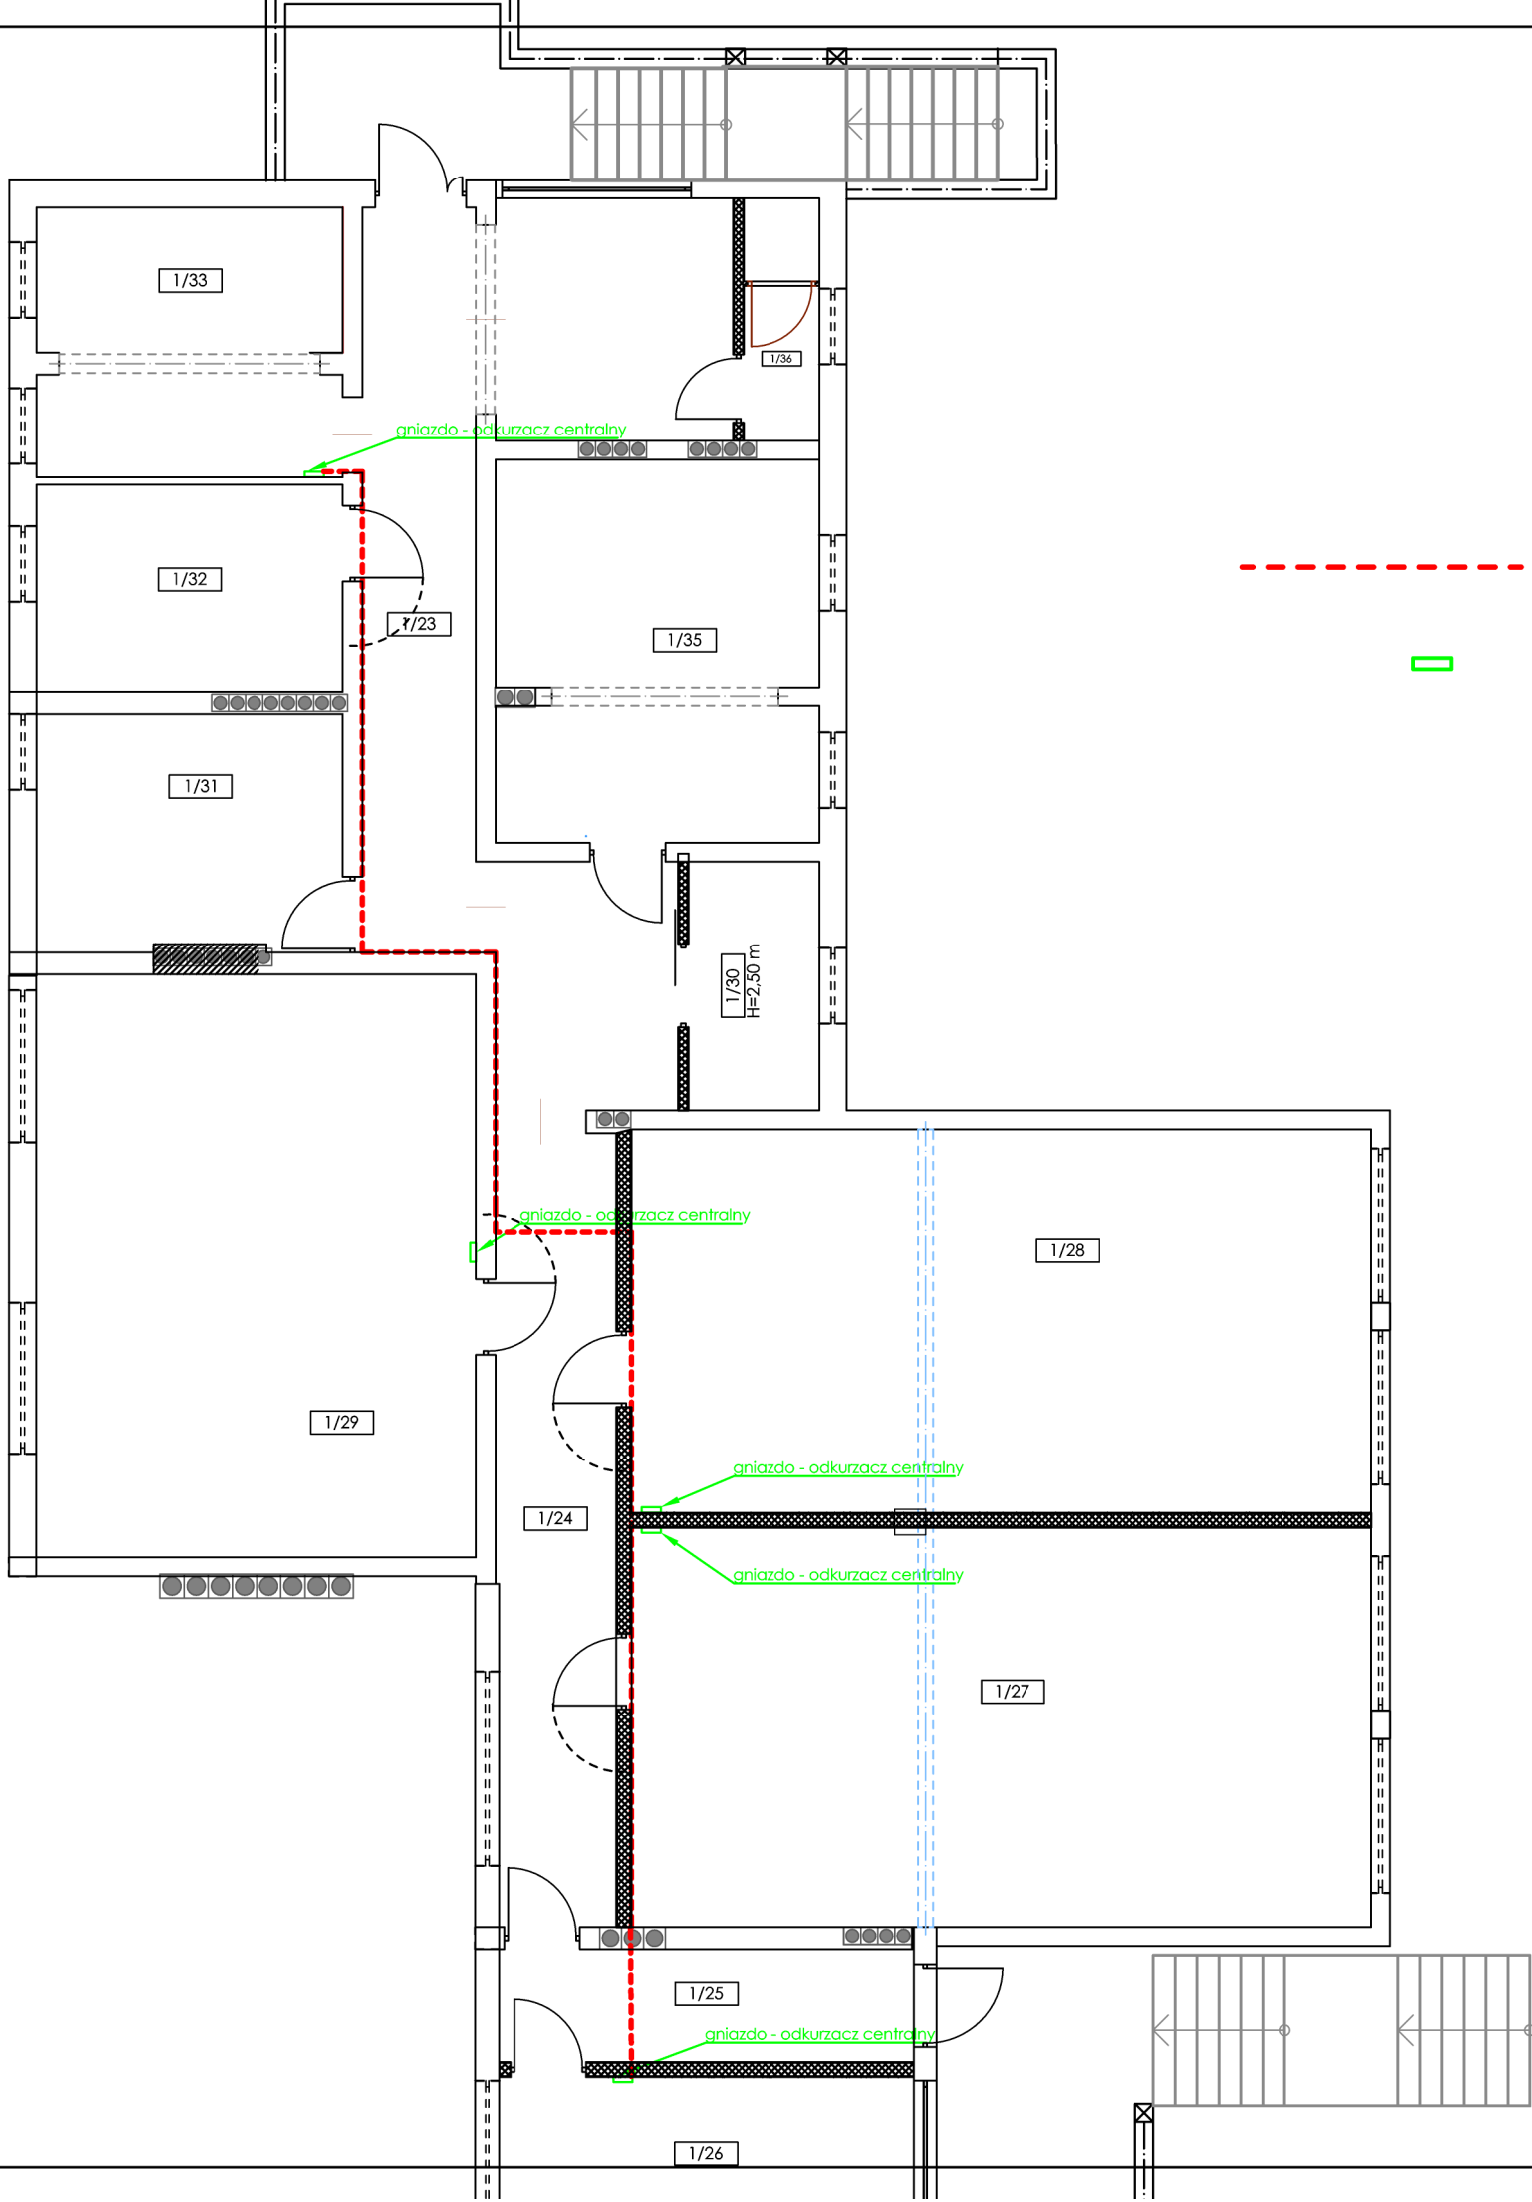 1/33
1/36
gniazdo - odkurzacz centralny
1/32
1/23
1/35
1/31
1/30
H=2,50 m
gniazdo - odkurzacz centralny
1/28
1/29
gniazdo - odkurzacz centralny
1/24
gniazdo - odkurzacz centralny
1/27
1/25
gniazdo - odkurzacz centralny
1/26